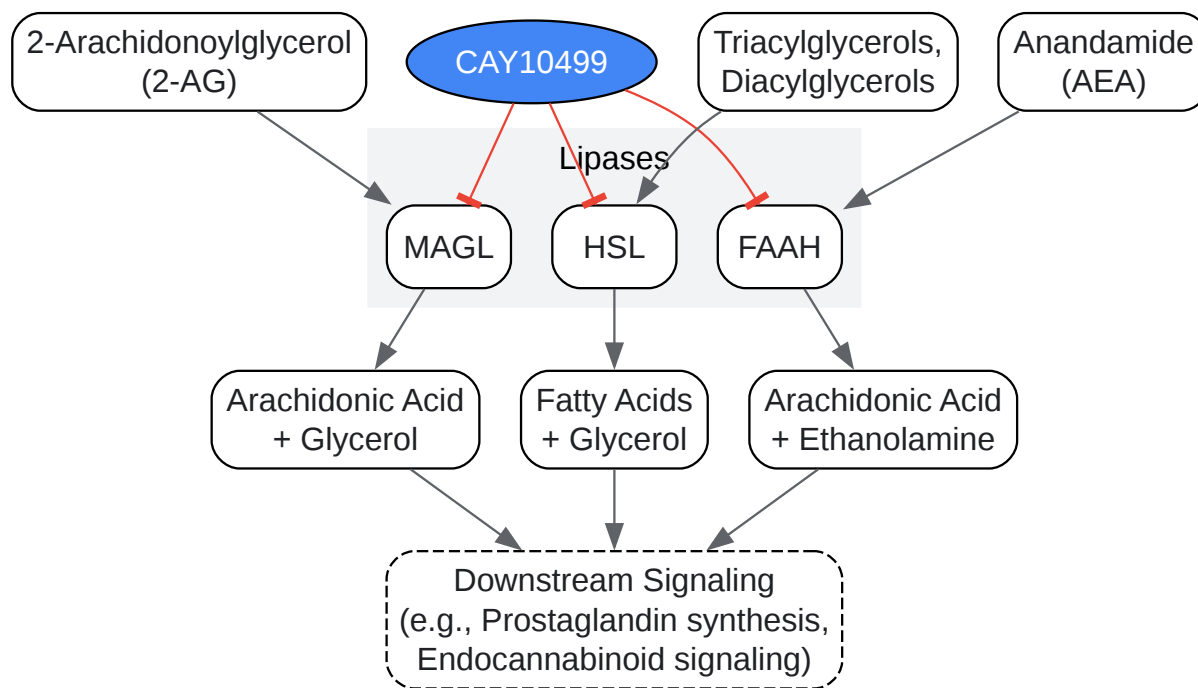 2-Arachidonoylglycerol
(2-AG)
CAY10499
Triacylglycerols,
Diacylglycerols
Anandamide
(AEA)
Lipases
MAGL
HSL
FAAH
Arachidonic Acid
+ Glycerol
Fatty Acids
+ Glycerol
Arachidonic Acid
+ Ethanolamine
Downstream Signaling
(e.g., Prostaglandin synthesis,
Endocannabinoid signaling)